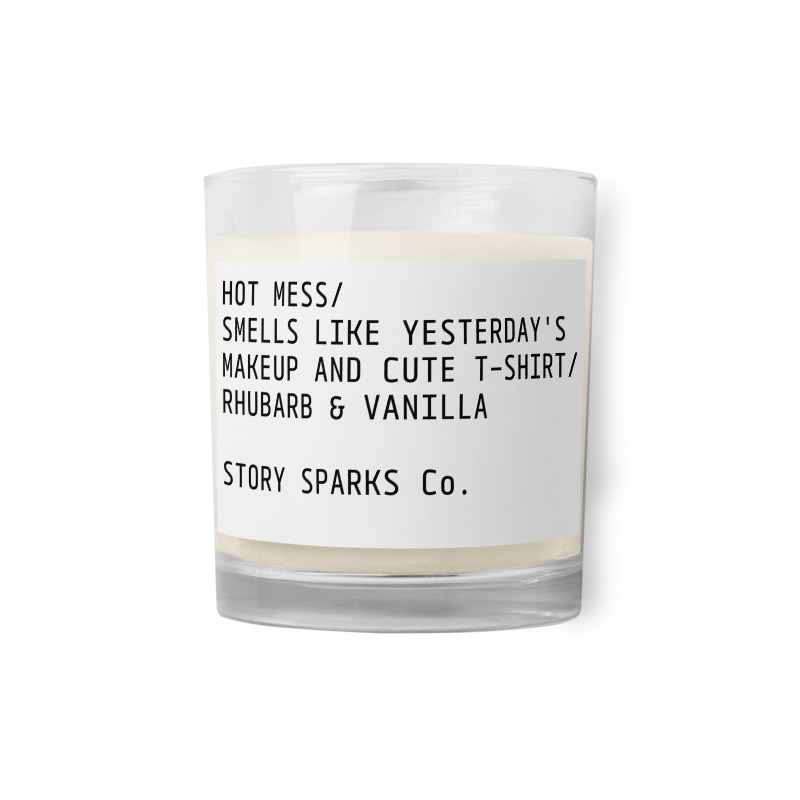 HOT MESS/
SMELLS LIKE YESTERDAY'S
MAKEUP AND CUTE T-SHIRT/
RHUBARB & VANILLA
STORY SPARKS Co.